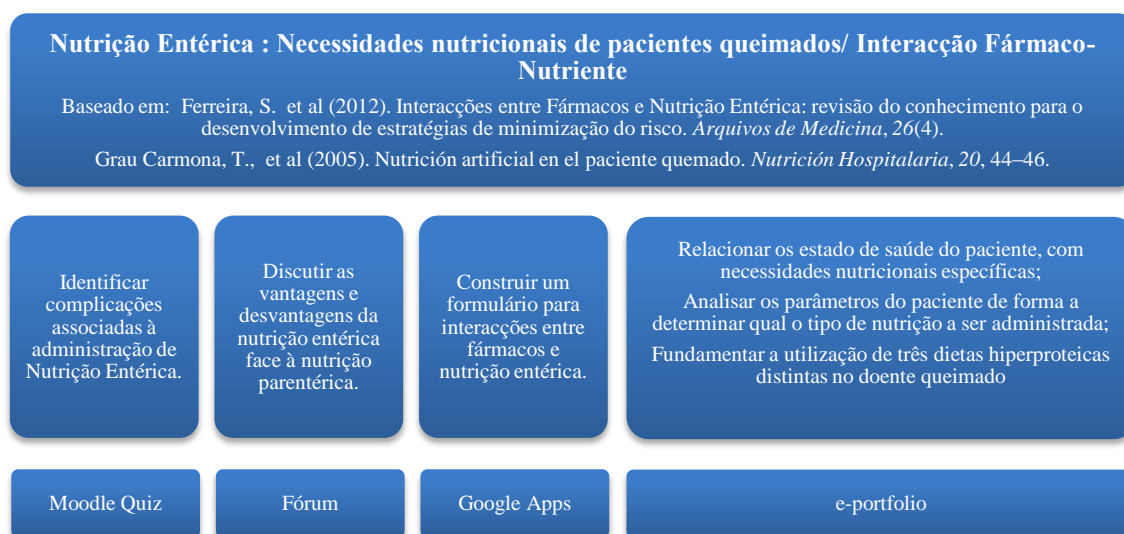 Nutrição Entérica : Necessidades nutricionais de pacientes queimados/ Interacção Fármaco-
Nutriente
Baseado em: Ferreira, S. et al (2012). Interacções entre Fármacos e Nutrição Entérica: revisão do conhecimento para o
desenvolvimento de estratégias de minimização do risco. Arquivos de Medicina, 26(4).
Grau Carmona, T., et al (2005). Nutrición artificial en el paciente quemado. Nutrición Hospitalaria, 20, 44–46.
Identificar
complicações
associadas à
administração de
Nutrição Entérica.
Discutir as
vantagens e
desvantagens da
nutrição entérica
face à nutrição
parentérica.
Construir um
formulário para
interacções entre
fármacos e
nutrição entérica.
Relacionar os estado de saúde do paciente, com
necessidades nutricionais específicas;
Analisar os parâmetros do paciente de forma a
determinar qual o tipo de nutrição a ser administrada;
Fundamentar a utilização de três dietas hiperproteicas
distintas no doente queimado
Moodle Quiz
Fórum
Google Apps
e-portfolio